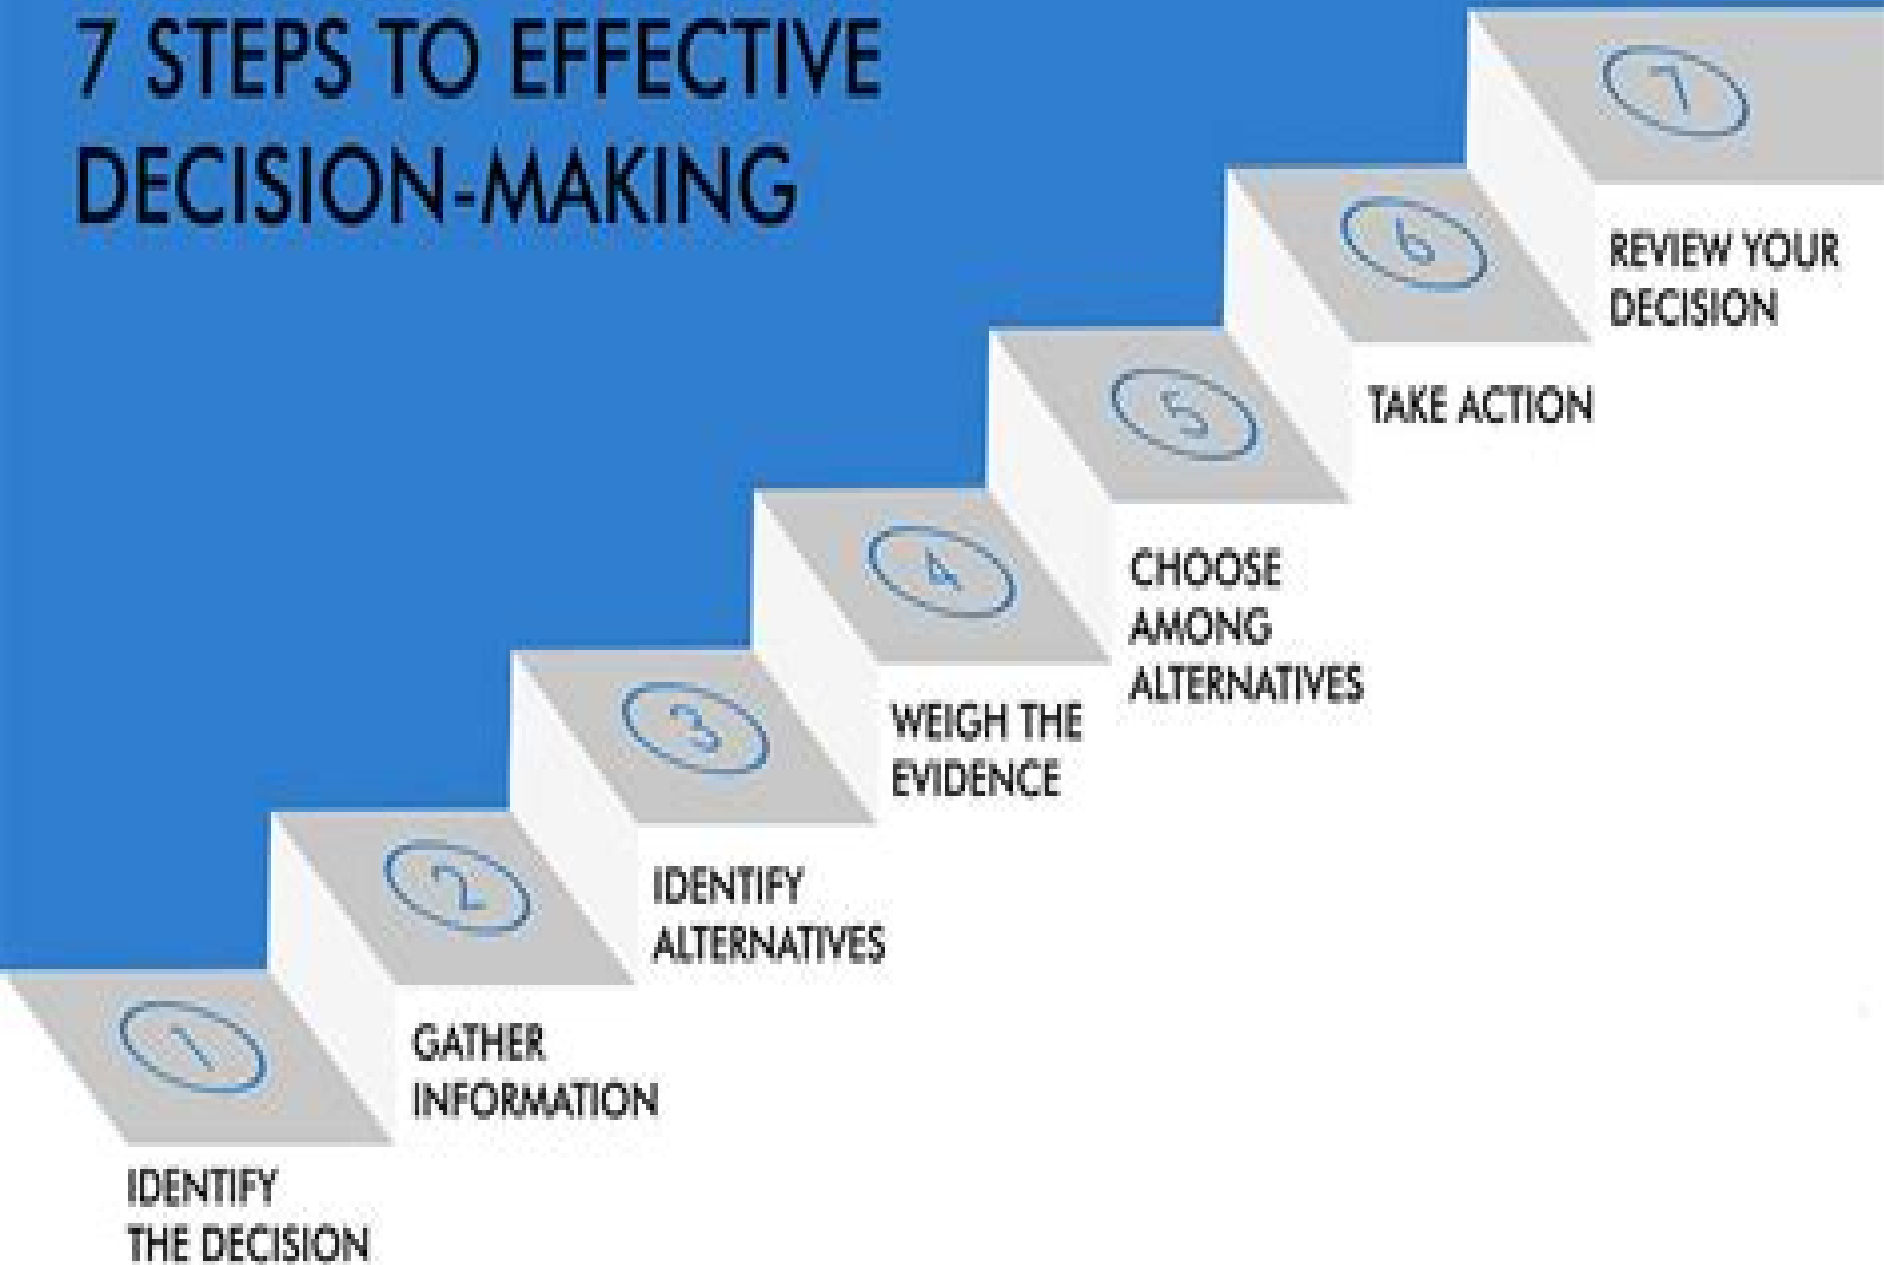 7 STEPS TO EFFECTIVE
DECISION-MAKING
1
IDENTIFY
THE DECISION
2
GATHER
INFORMATION
3
IDENTIFY
ALTERNATIVES
4
WEIGH THE
EVIDENCE
5
CHOOSE
AMONG
ALTERNATIVES
6
TAKE ACTION
7
REVIEW YOUR
DECISION